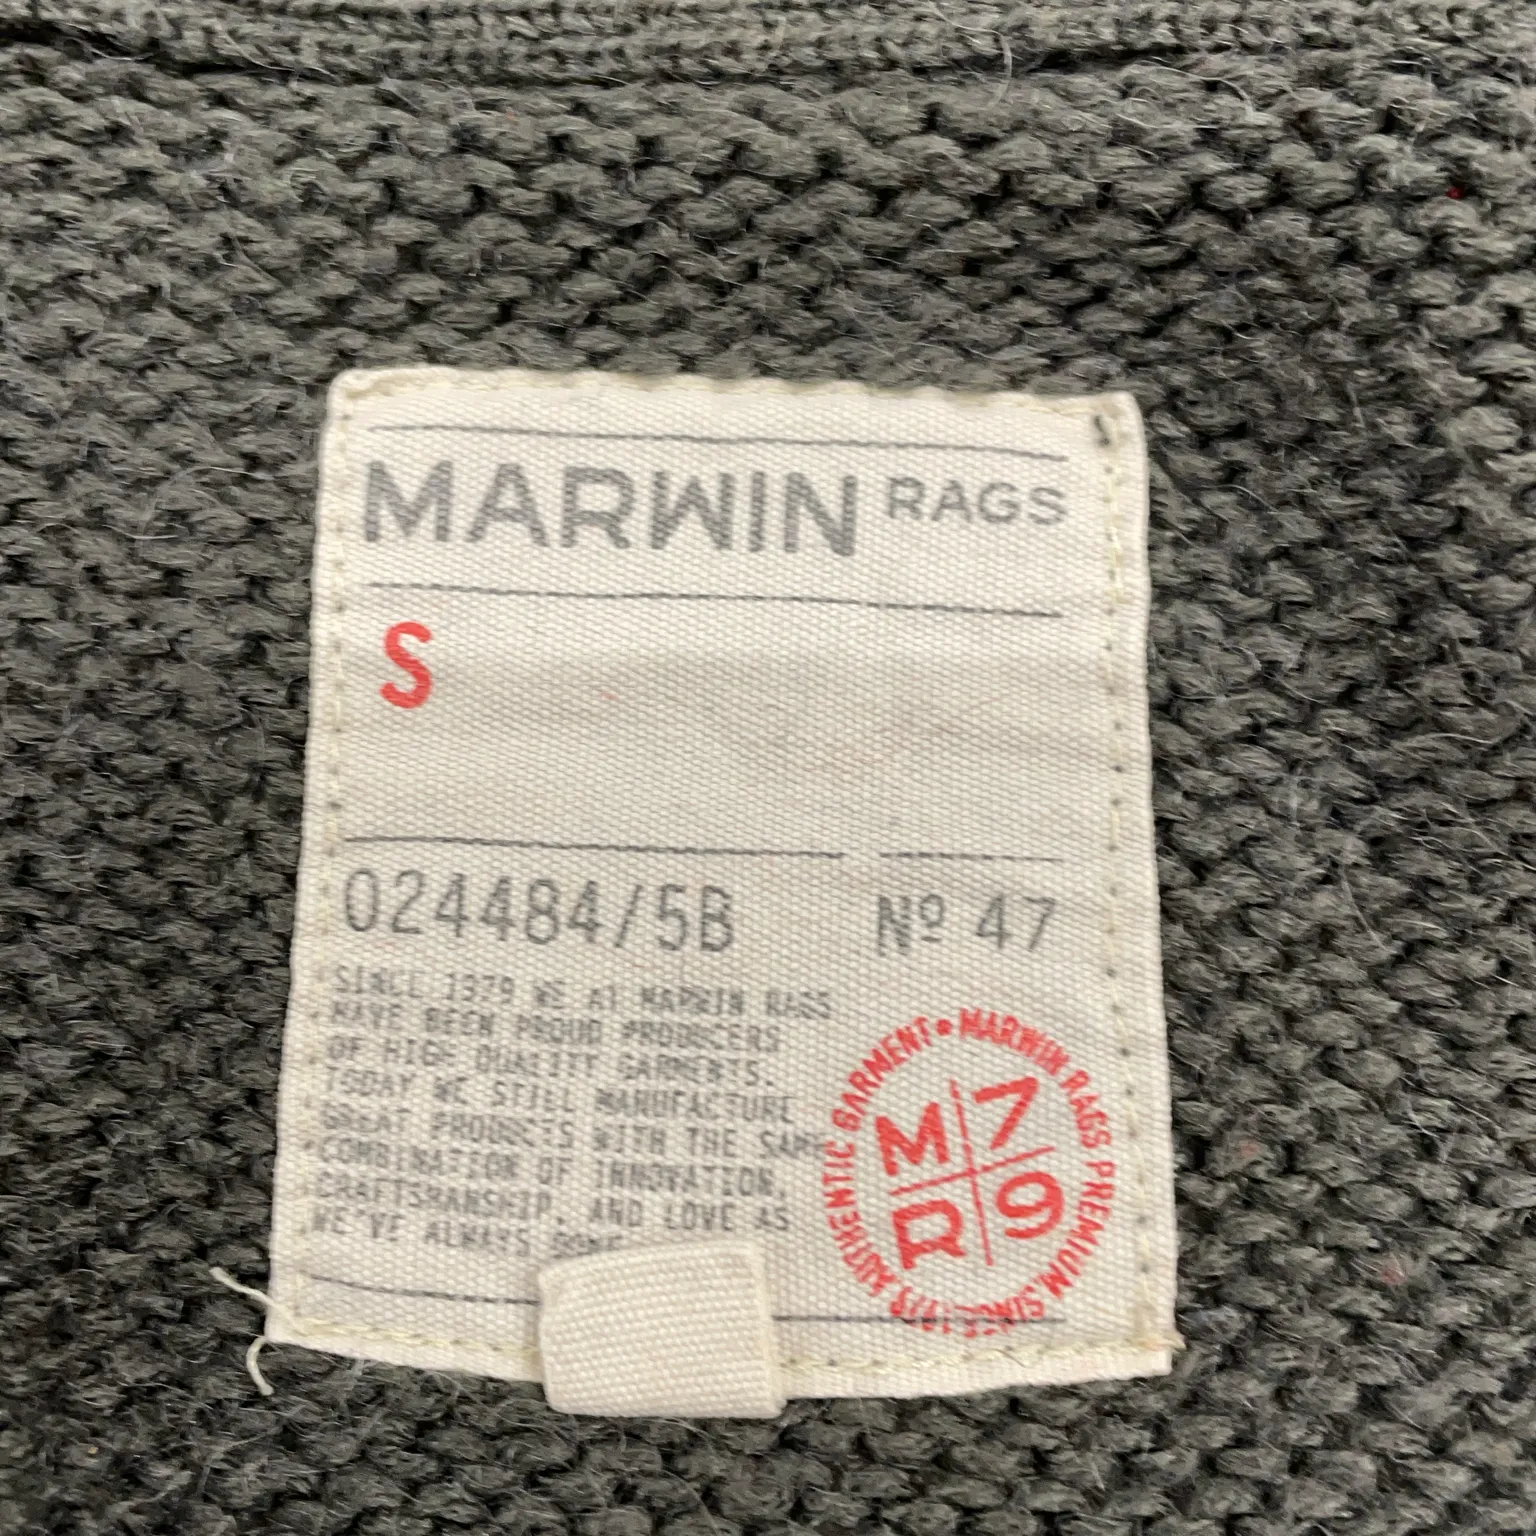 MARWIN RAGS
S
024484/5B Nº 47
SINCE 1979 WE AT MARWIN RAGS
HAVE BEEN PROUD PRODUCERS
OF HIGH QUALITY GARMENTS.
TODAY WE STILL MANUFACTURE
GREAT PRODUCTS WITH THE SAME
COMBINATION OF INNOVATION,
CRAFTSMANSHIP, AND LOVE AS
WE'VE ALWAYS DONE
AUTHENTIC GARMENT • MARWIN RAGS PREMIUM. SINCE 1979
M 7
R 9